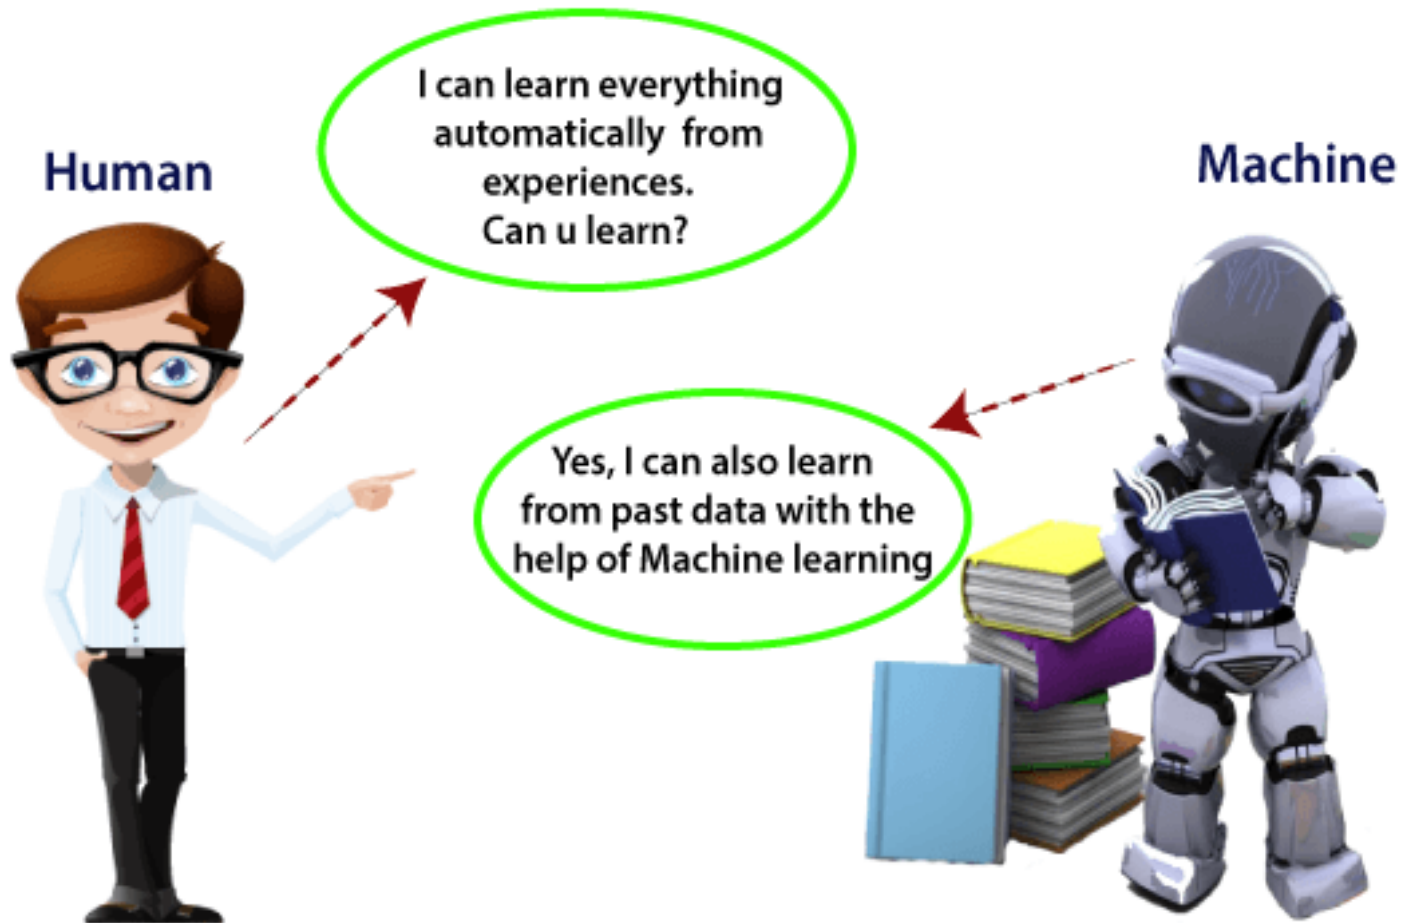 Human
I can learn everything
automatically from
experiences.
Can u learn?
Machine
Yes, I can also learn
from past data with the
help of Machine learning